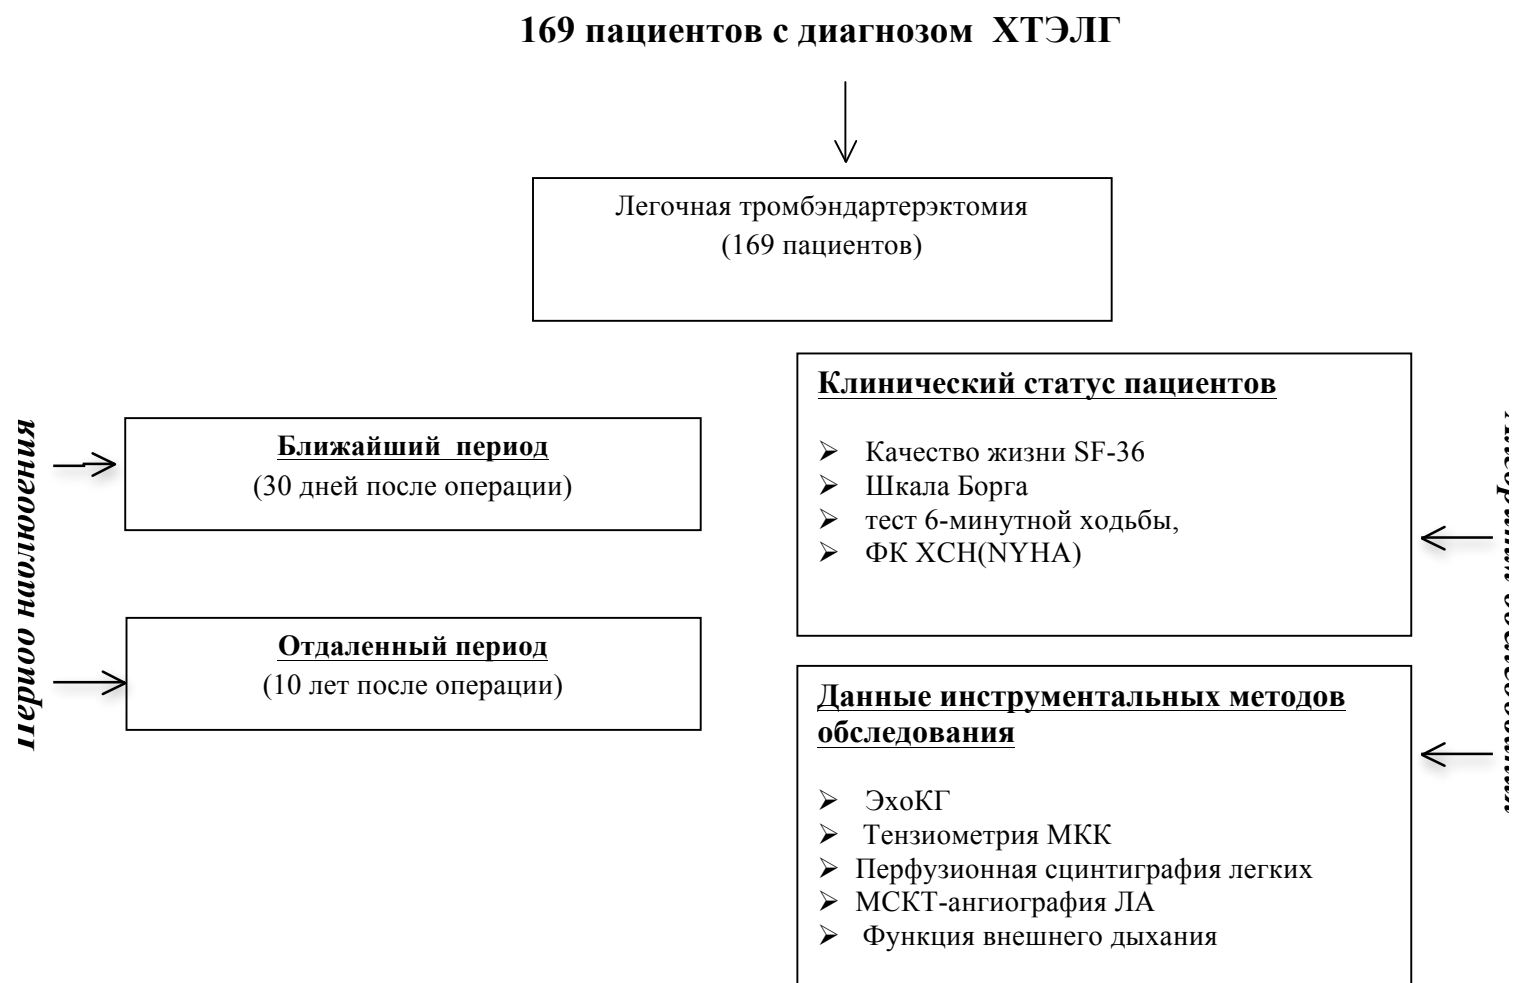 169 пациентов с диагнозом ХТЭЛГ
Легочная тромбэндартерэктомия
(169 пациентов)
Период наблюдения
Ближайший период
(30 дней после операции)
Отдаленный период
(10 лет после операции)
Клинический статус пациентов
Качество жизни SF-36
Шкала Борга
тест 6-минутной ходьбы,
ФК ХСН(NYHA)
Данные инструментальных методов
обследования
ЭхоКГ
Тензиометрия МКК
Перфузионная сцинтиграфия легких
МСКТ-ангиография ЛА
Функция внешнего дыхания